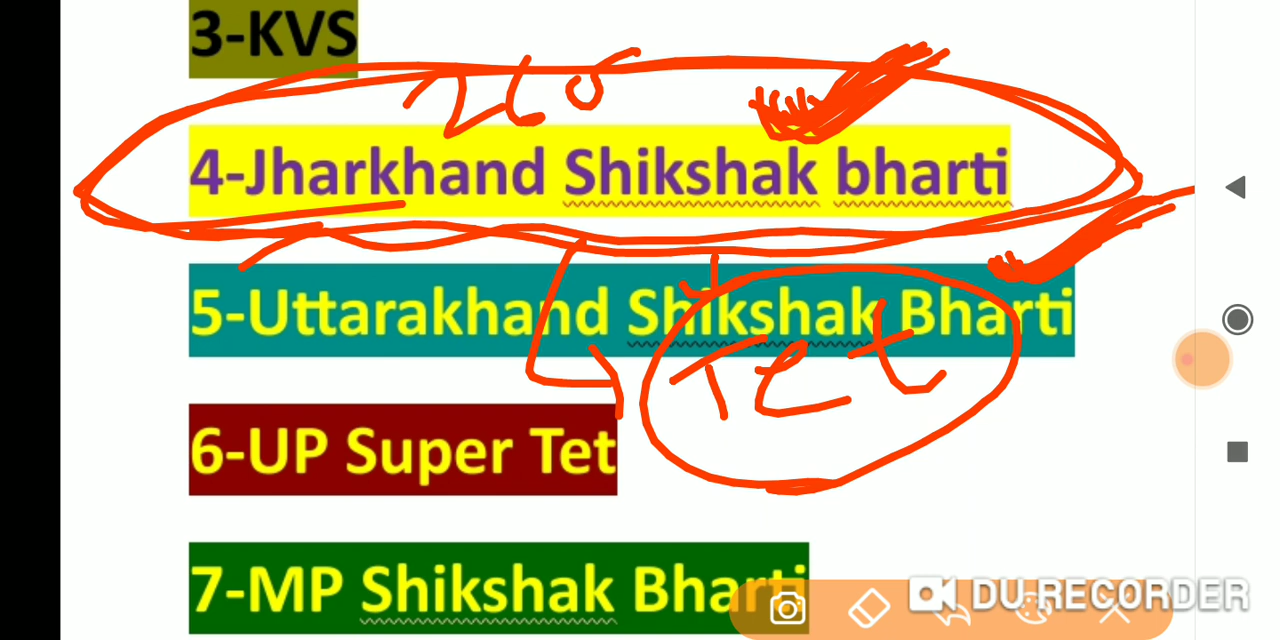 3-KVS
4-Jharkhand Shikshak bharti
5-Uttarakhand Shikshak Bharti
Tet
6-UP Super Tet
7-MP Shikshak Bharti
DU RECORDER